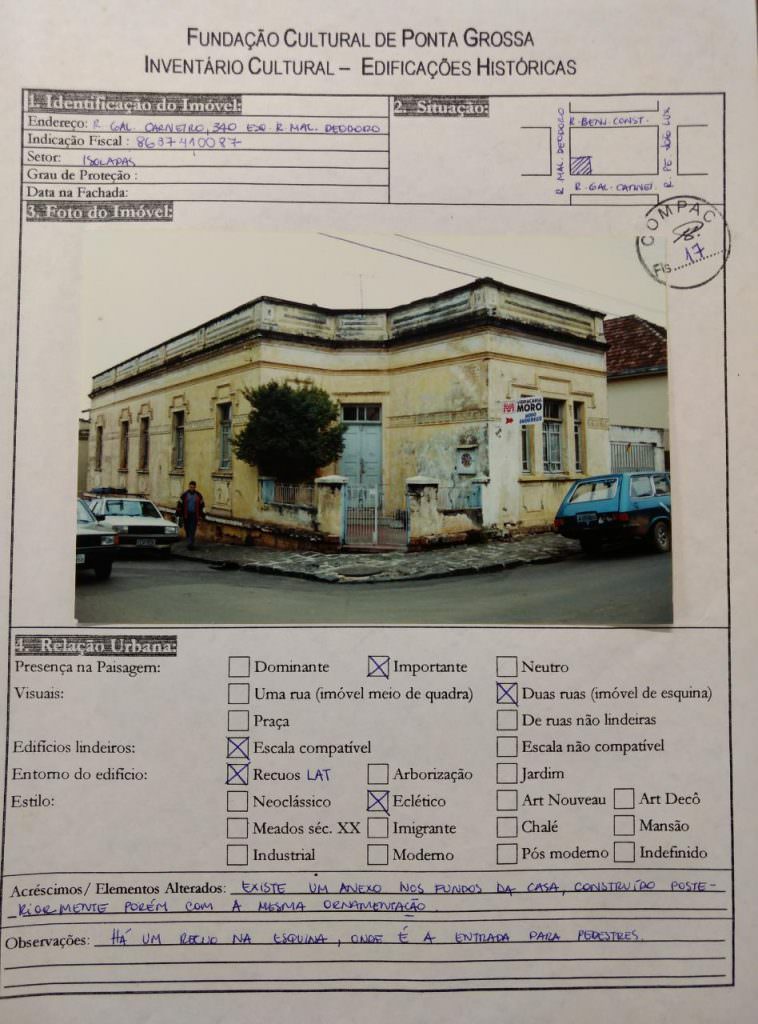 FUNDAÇÃO CULTURAL DE PONTA GROSSA
INVENTÁRIO CULTURAL – EDIFICAÇÕES HISTÓRICAS
1. Identificação do Imóvel:
Endereço: R GAL. CARNEIRO, 340 ESQ. R MAL. DEODORO
Indicação Fiscal : 8637410087
Setor: ISOLADAS
Grau de Proteção :
Data na Fachada:
2. Situação:
R. MAL. DEODORO
R. BENJ. CONST.
R. PE JOÃO LUX
R. GAL. CARNEI.
3. Foto do Imóvel:
COMPAC
Fls. 17
MORO
4. Relação Urbana:
Presença na Paisagem: Dominante Importante Neutro
Visuais: Uma rua (imóvel meio de quadra) Duas ruas (imóvel de esquina)
Praça De ruas não lindeiras
Edifícios lindeiros: Escala compatível Escala não compatível
Entorno do edifício: Recuos LAT Arborização Jardim
Estilo: Neoclássico Eclético Art Nouveau Art Decô
Meados séc. XX Imigrante Chalé Mansão
Industrial Moderno Pós moderno Indefinido
Acréscimos/ Elementos Alterados: EXISTE UM ANEXO NOS FUNDOS DA CASA, CONSTRUÍDO POSTE-
RIORMENTE PORÉM COM A MESMA ORNAMENTAÇÃO.
Observações: HÁ UM RECUO NA ESQUINA, ONDE É A ENTRADA PARA PEDESTRES.